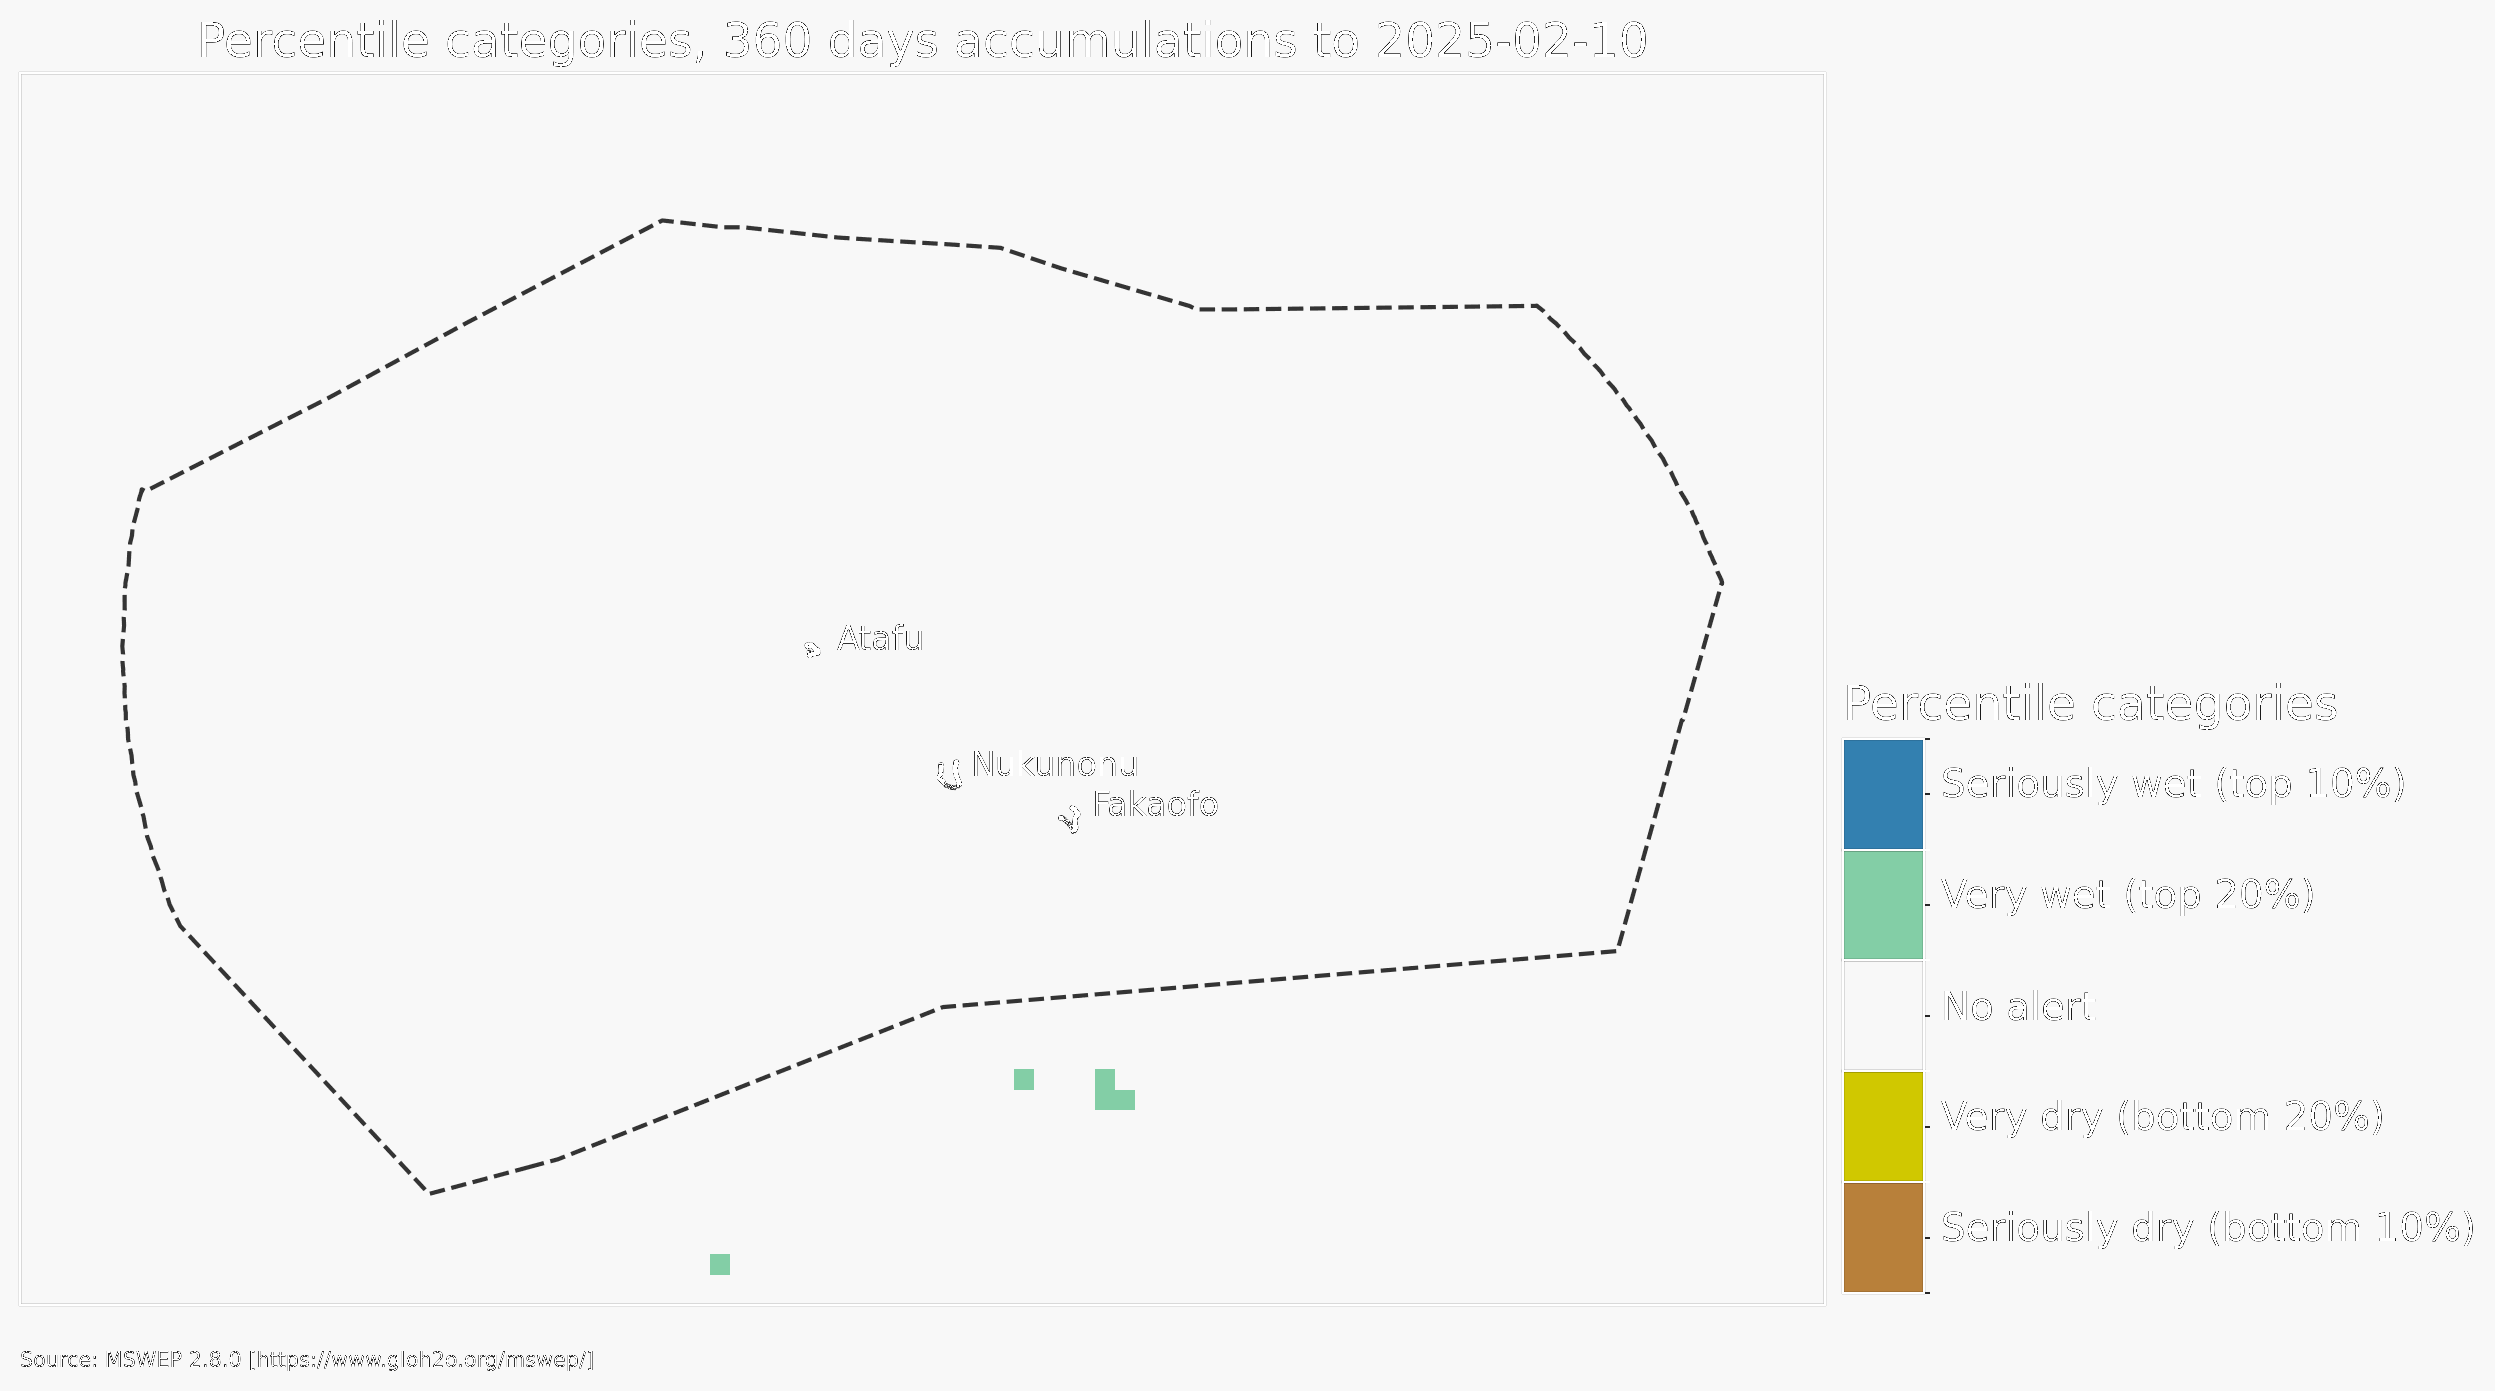 Percentile categories, 360 days accumulations to 2025-02-10
Atafu
Nukunonu
Fakaofo
Percentile categories
Seriously wet (top 10%)
Very wet (top 20%)
No alert
Very dry (bottom 20%)
Seriously dry (bottom 10%)
Source: MSWEP 2.8.0 [https://www.gloh2o.org/mswep/]